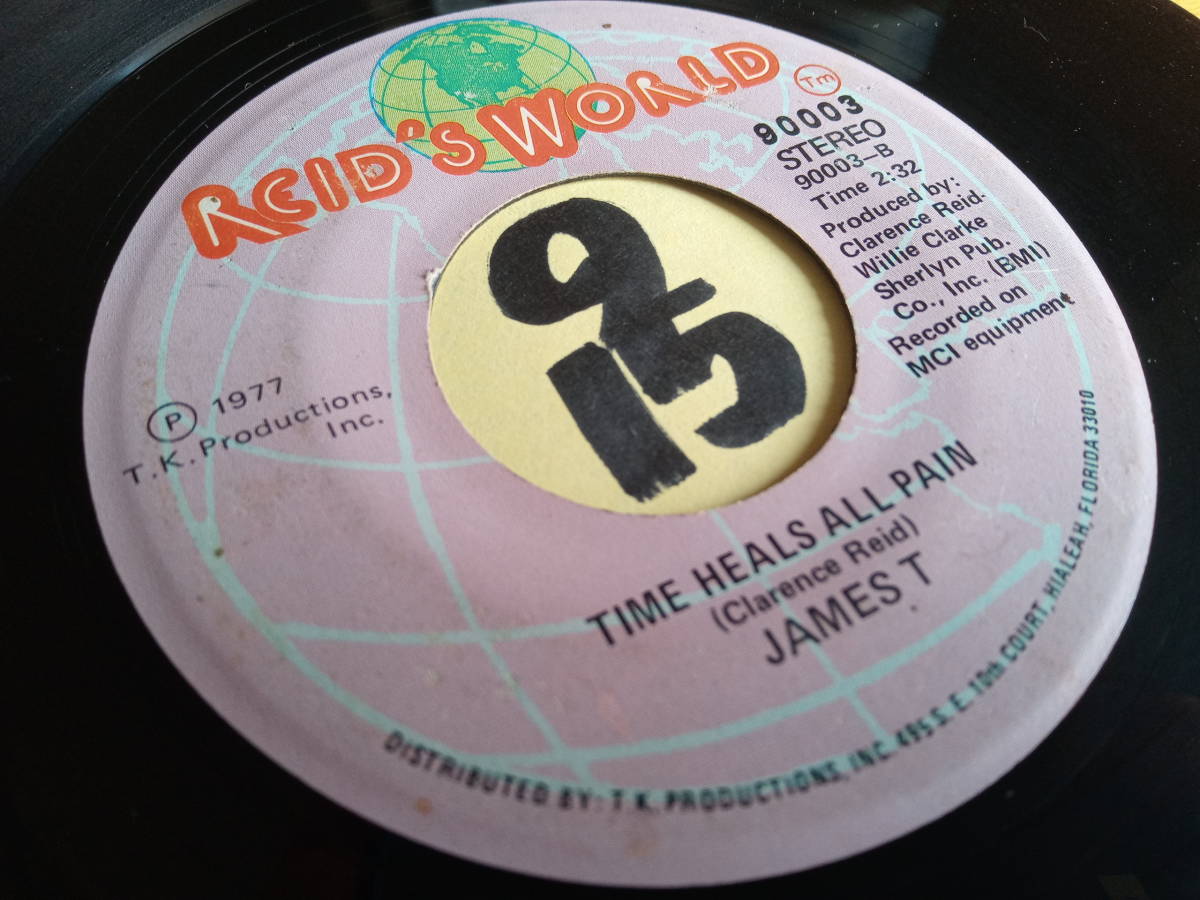 REID'S WORLD
TM
90003
STEREO
90003-B
Time 2:32
Produced by:
Clarence Reid-
Willie Clarke
Sherlyn Pub.
Co., Inc. (BMI)
Recorded on
MCI equipment
015
Ⓟ 1977
T.K. Productions,
Inc.
TIME HEALS ALL PAIN
(Clarence Reid)
JAMES T
DISTRIBUTED BY: T.K. PRODUCTIONS, INC. 495 S.E. 10th COURT, HIALEAH, FLORIDA 33010